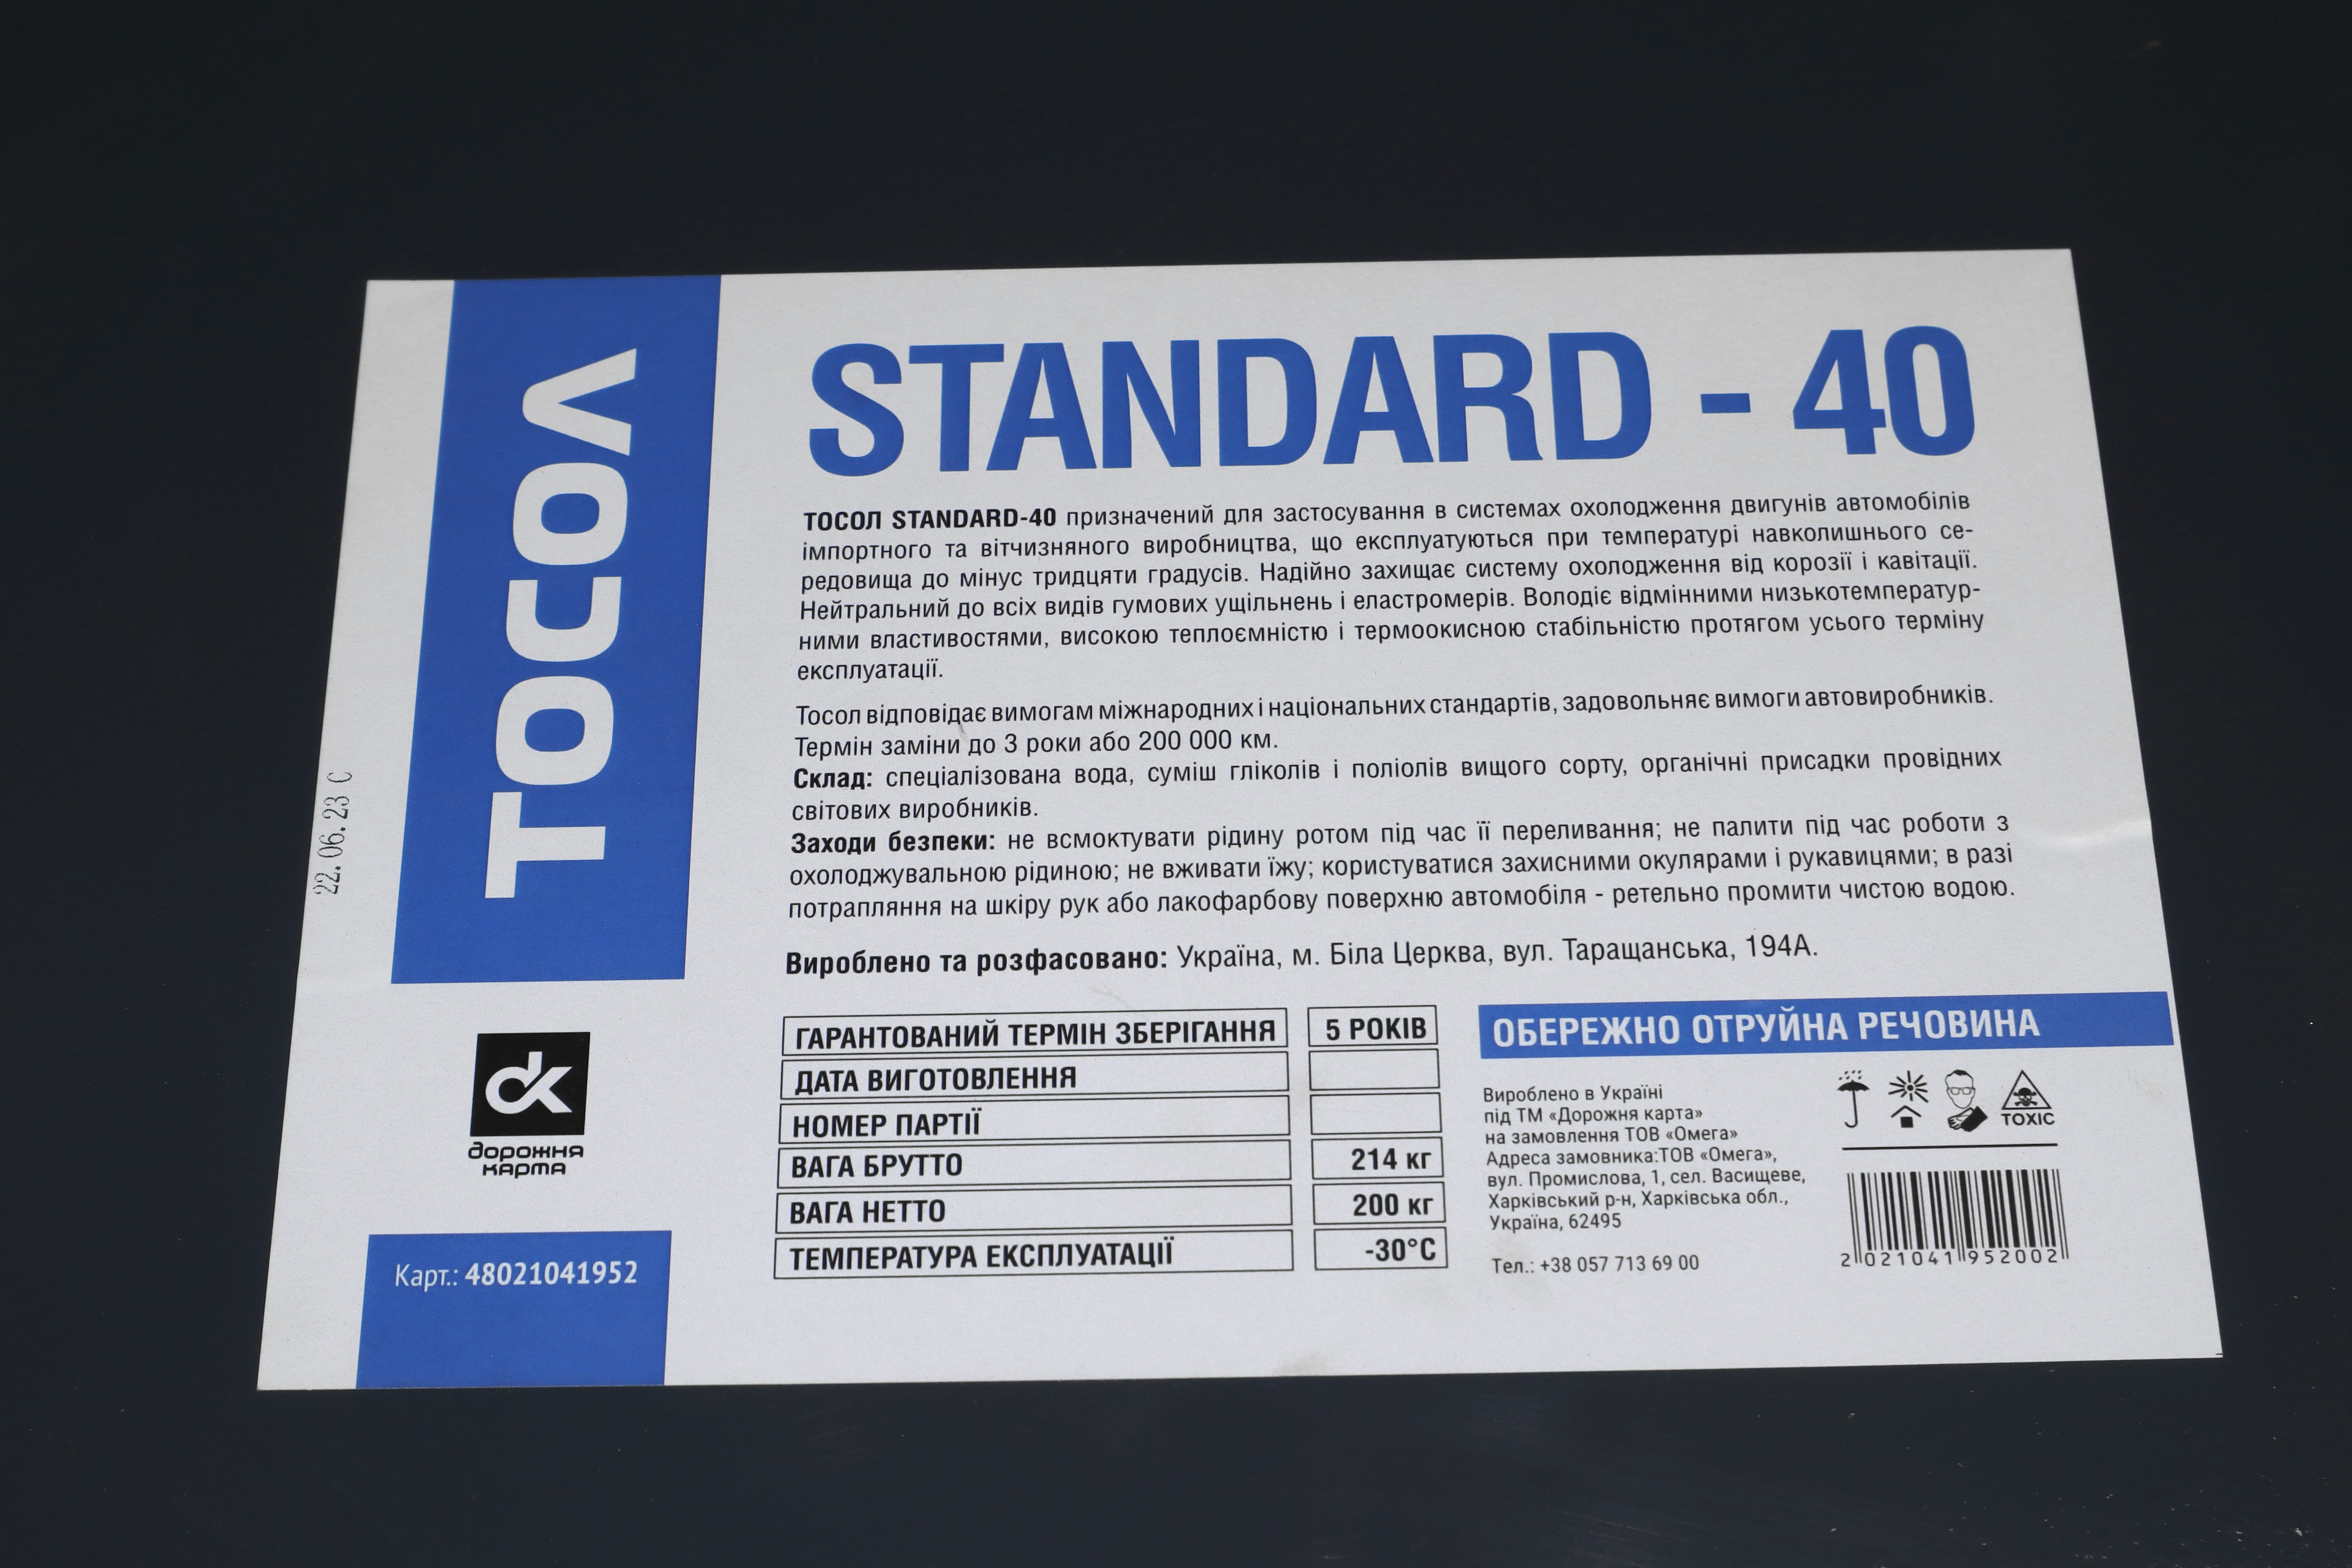 ТОСОЛ
STANDARD - 40
ТОСОЛ STANDARD-40 призначений для застосування в системах охолодження двигунів автомобілів
імпортного та вітчизняного виробництва, що експлуатуються при температурі навколишнього се-
редовища до мінус тридцяти градусів. Надійно захищає систему охолодження від корозії і кавітації.
Нейтральний до всіх видів гумових ущільнень і еластромерів. Володіє відмінними низькотемператур-
ними властивостями, високою теплоємністю і термоокисною стабільністю протягом усього терміну
експлуатації.
Тосол відповідає вимогам міжнародних і національних стандартів, задовольняє вимоги автовиробників.
Термін заміни до 3 роки або 200 000 км.
Склад: спеціалізована вода, суміш гліколів і поліолів вищого сорту, органічні присадки провідних
світових виробників.
Заходи безпеки: не всмоктувати рідину ротом під час її переливання; не палити під час роботи з
охолоджувальною рідиною; не вживати їжу; користуватися захисними окулярами і рукавицями; в разі
потрапляння на шкіру рук або лакофарбову поверхню автомобіля - ретельно промити чистою водою.
Вироблено та розфасовано: Україна, м. Біла Церква, вул. Таращанська, 194А.
22.06.23 С
дк
дорожня
карта
Карт.: 48021041952
ГАРАНТОВАНИЙ ТЕРМІН ЗБЕРІГАННЯ 5 РОКІВ
ДАТА ВИГОТОВЛЕННЯ
НОМЕР ПАРТІЇ
ВАГА БРУТТО 214 кг
ВАГА НЕТТО 200 кг
ТЕМПЕРАТУРА ЕКСПЛУАТАЦІЇ -30°С
ОБЕРЕЖНО ОТРУЙНА РЕЧОВИНА
Вироблено в Україні
під ТМ «Дорожня карта»
на замовлення ТОВ «Омега»
Адреса замовника:ТОВ «Омега»,
вул. Промислова, 1, сел. Васищеве,
Харківський р-н, Харківська обл.,
Україна, 62495
Тел.: +38 057 713 69 00
TOXIC
2 021041 952002